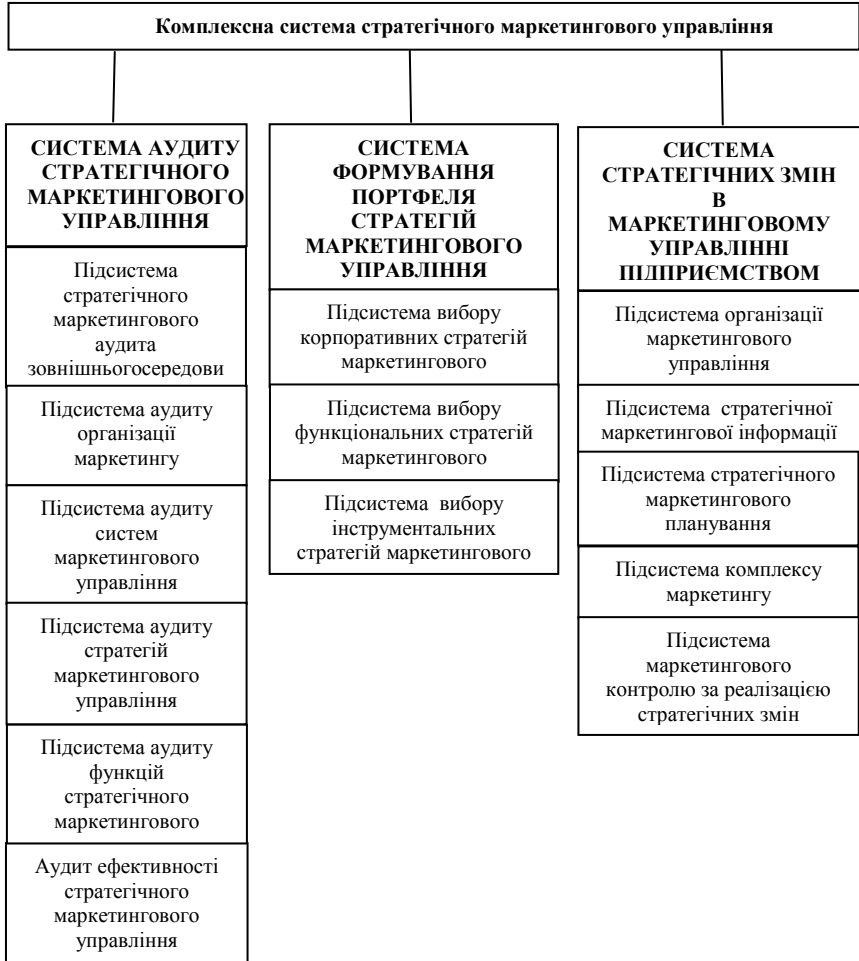 Комплексна система стратегічного маркетингового управління
СИСТЕМА АУДИТУ
СТРАТЕГІЧНОГО
МАРКЕТИНГОВОГО
УПРАВЛІННЯ
Підсистема
стратегічного
маркетингового
аудита
зовнішньогосередови
Підсистема аудиту
організації
маркетингу
Підсистема аудиту
систем
маркетингового
управління
Підсистема аудиту
стратегій
маркетингового
управління
Підсистема аудиту
функцій
стратегічного
маркетингового
Аудит ефективності
стратегічного
маркетингового
управління
СИСТЕМА
ФОРМУВАННЯ
ПОРТФЕЛЯ
СТРАТЕГІЙ
МАРКЕТИНГОВОГО
УПРАВЛІННЯ
Підсистема вибору
корпоративних стратегій
маркетингового
Підсистема вибору
функціональних стратегій
маркетингового
Підсистема вибору
інструментальних
стратегій маркетингового
СИСТЕМА
СТРАТЕГІЧНИХ ЗМІН
В
МАРКЕТИНГОВОМУ
УПРАВЛІННІ
ПІДПРИЄМСТВОМ
Підсистема організації
маркетингового
управління
Підсистема стратегічної
маркетингової інформації
Підсистема стратегічного
маркетингового
планування
Підсистема комплексу
маркетингу
Підсистема
маркетингового
контролю за реалізацією
стратегічних змін